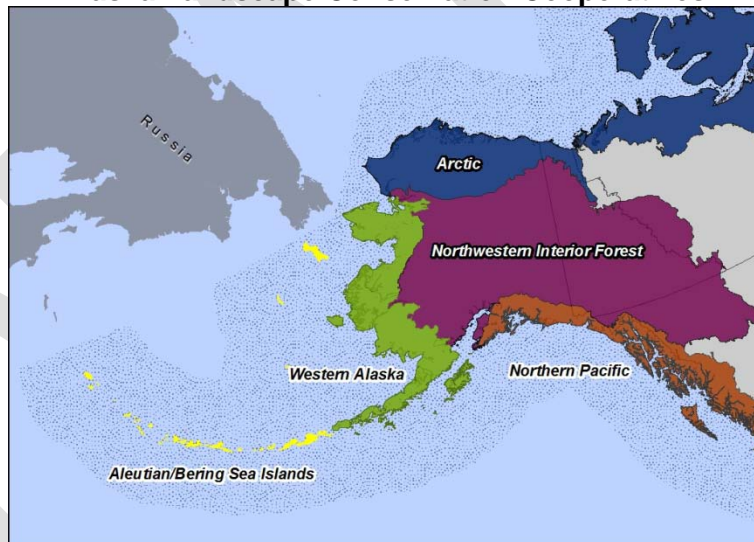 Russia
Arctic
Northwestern Interior Forest
Western Alaska
Northern Pacific
Aleutian/Bering Sea Islands